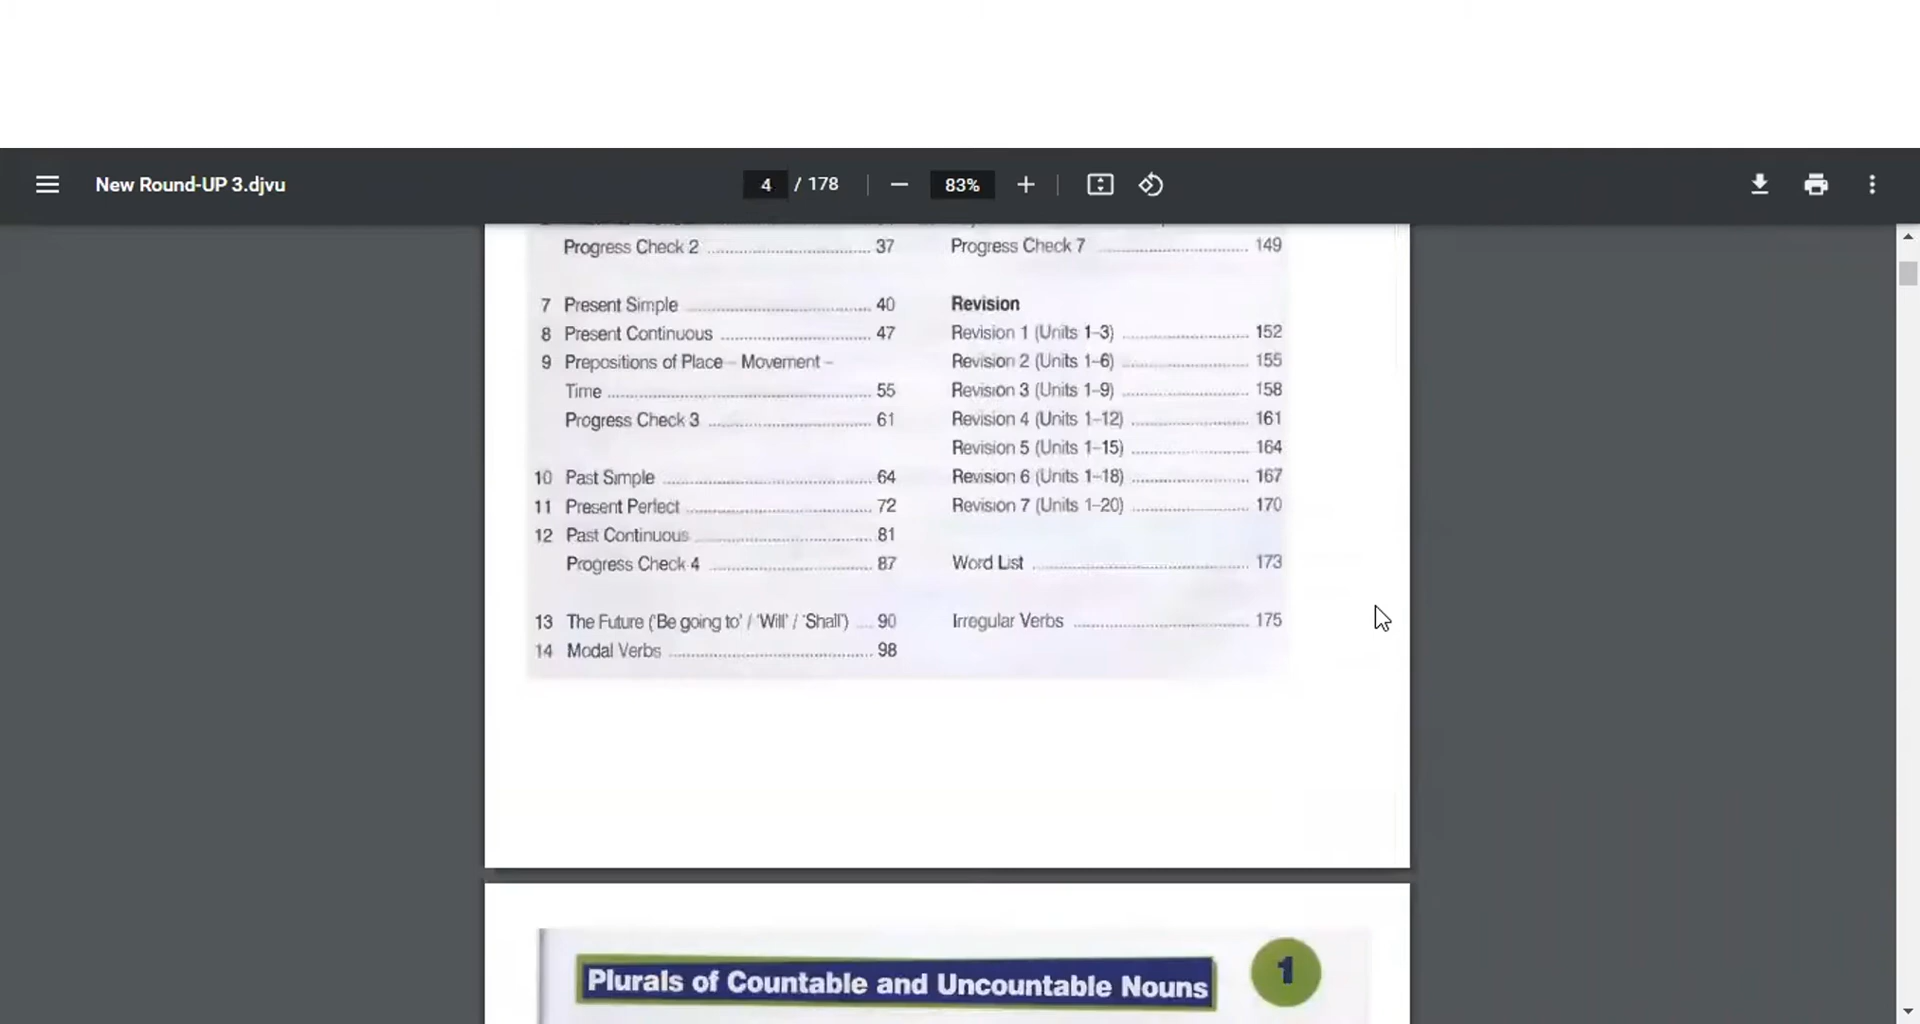 New Round-UP 3.djvu
4 / 178
83%
Progress Check 2 ........ 37
7 Present Simple ........ 40
8 Present Continuous ........ 47
9 Prepositions of Place – Movement –
Time ........ 55
Progress Check 3 ........ 61
10 Past Simple ........ 64
11 Present Perfect ........ 72
12 Past Continuous ........ 81
Progress Check 4 ........ 87
13 The Future ('Be going to' / 'Will' / 'Shall') .... 90
14 Modal Verbs ........ 98
Progress Check 7 ........ 149
Revision
Revision 1 (Units 1–3) ........ 152
Revision 2 (Units 1–6) ........ 155
Revision 3 (Units 1–9) ........ 158
Revision 4 (Units 1–12) ........ 161
Revision 5 (Units 1–15) ........ 164
Revision 6 (Units 1–18) ........ 167
Revision 7 (Units 1–20) ........ 170
Word List ........ 173
Irregular Verbs ........ 175
Plurals of Countable and Uncountable Nouns
1